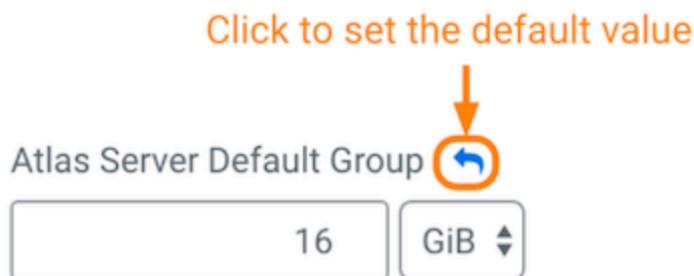 Click to set the default value
Atlas Server Default Group
16 GiB